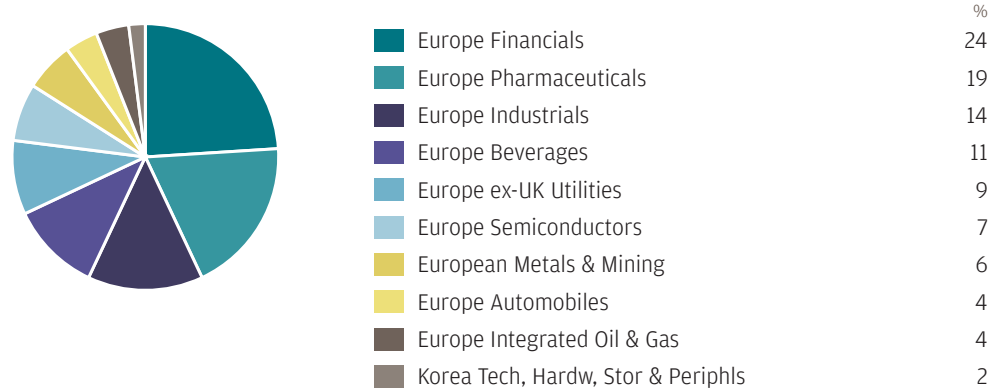 %
Europe Financials 24
Europe Pharmaceuticals 19
Europe Industrials 14
Europe Beverages 11
Europe ex-UK Utilities 9
Europe Semiconductors 7
European Metals & Mining 6
Europe Automobiles 4
Europe Integrated Oil & Gas 4
Korea Tech, Hardw, Stor & Periphls 2